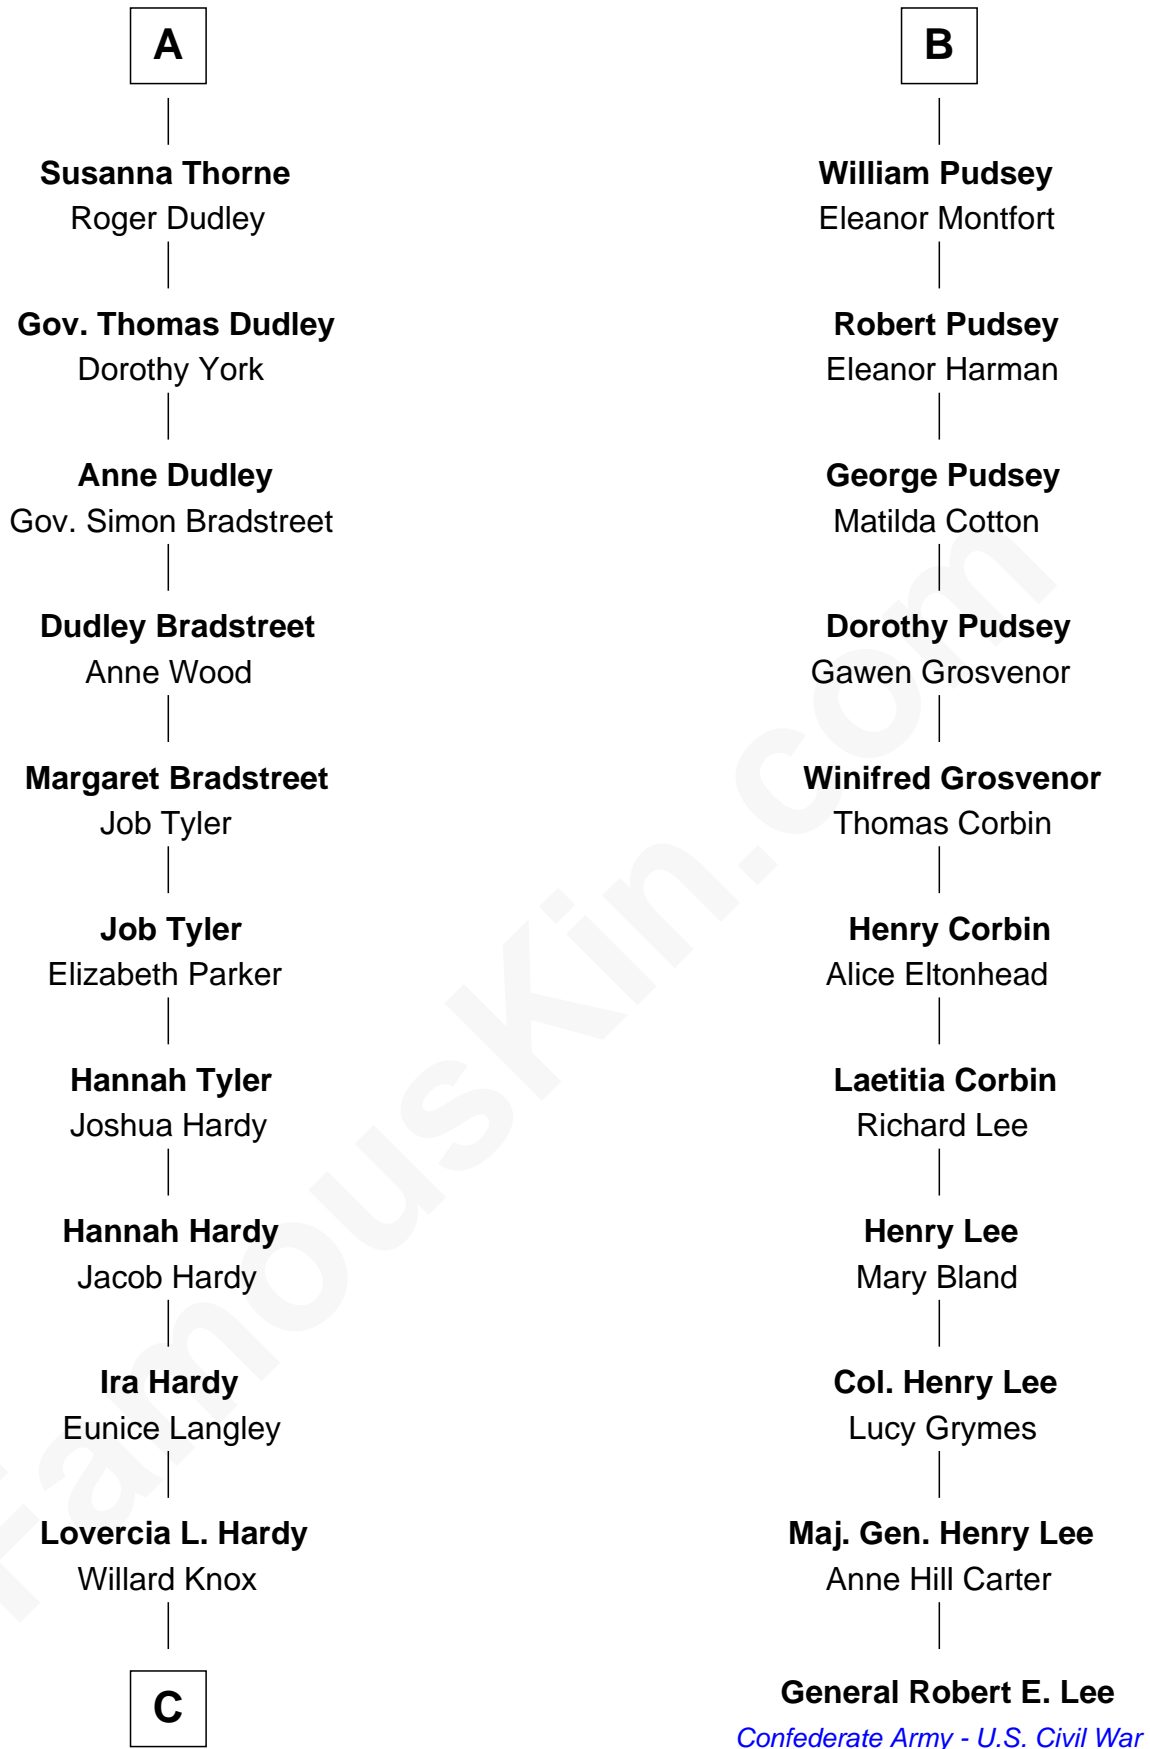 A
Susanna Thorne
Roger Dudley
Gov. Thomas Dudley
Dorothy York
Anne Dudley
Gov. Simon Bradstreet
Dudley Bradstreet
Anne Wood
Margaret Bradstreet
Job Tyler
Job Tyler
Elizabeth Parker
Hannah Tyler
Joshua Hardy
Hannah Hardy
Jacob Hardy
Ira Hardy
Eunice Langley
Lovercia L. Hardy
Willard Knox
C
B
William Pudsey
Eleanor Montfort
Robert Pudsey
Eleanor Harman
George Pudsey
Matilda Cotton
Dorothy Pudsey
Gawen Grosvenor
Winifred Grosvenor
Thomas Corbin
Henry Corbin
Alice Eltonhead
Laetitia Corbin
Richard Lee
Henry Lee
Mary Bland
Col. Henry Lee
Lucy Grymes
Maj. Gen. Henry Lee
Anne Hill Carter
General Robert E. Lee
Confederate Army - U.S. Civil War
FamousKin.com